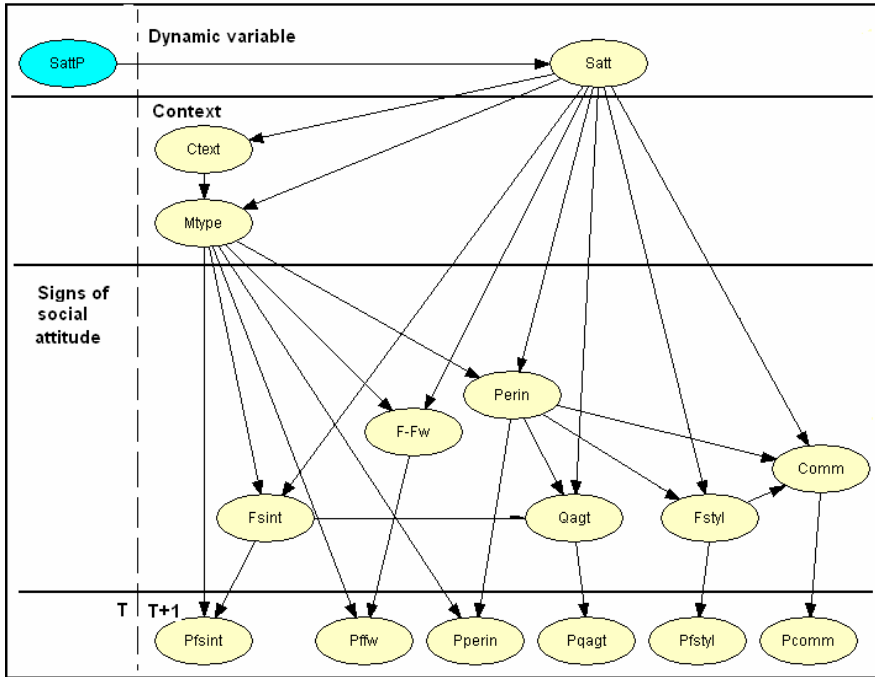 Dynamic variable
SattP
Satt
Context
Ctext
Mtype
Signs of
social
attitude
Perin
F-Fw
Comm
Fsint
Qagt
Fstyl
T
T+1
Pfsint
Pffw
Pperin
Pqagt
Pfstyl
Pcomm